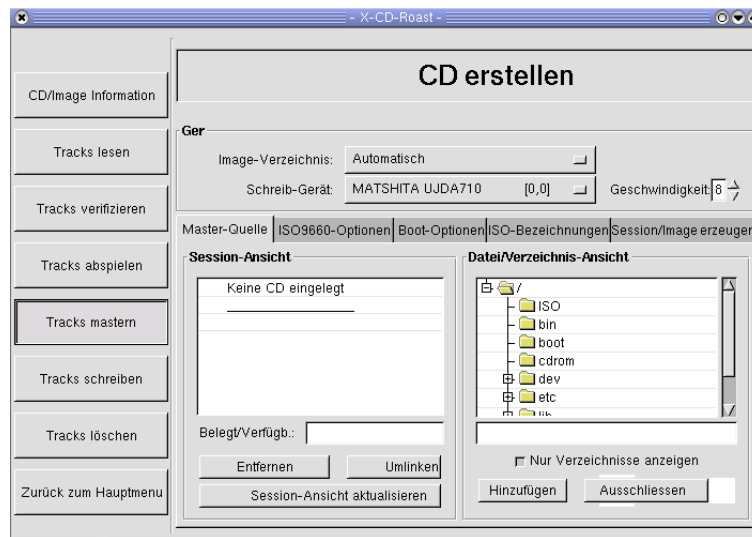 - X-CD-Roast -
CD/Image Information
Tracks lesen
Tracks verifizieren
Tracks abspielen
Tracks mastern
Tracks schreiben
Tracks löschen
Zurück zum Hauptmenu
CD erstellen
Ger
Image-Verzeichnis: Automatisch
Schreib-Gerät: MATSHITA UJDA710 [0,0] Geschwindigkeit: 8
Master-Quelle ISO9660-Optionen Boot-Optionen ISO-Bezeichnungen Session/Image erzeugen
Session-Ansicht
Keine CD eingelegt
Belegt/Verfügb.:
Entfernen Umlinken
Session-Ansicht aktualisieren
Datei/Verzeichnis-Ansicht
/
ISO
bin
boot
cdrom
dev
etc
lib
Nur Verzeichnisse anzeigen
Hinzufügen Ausschliessen